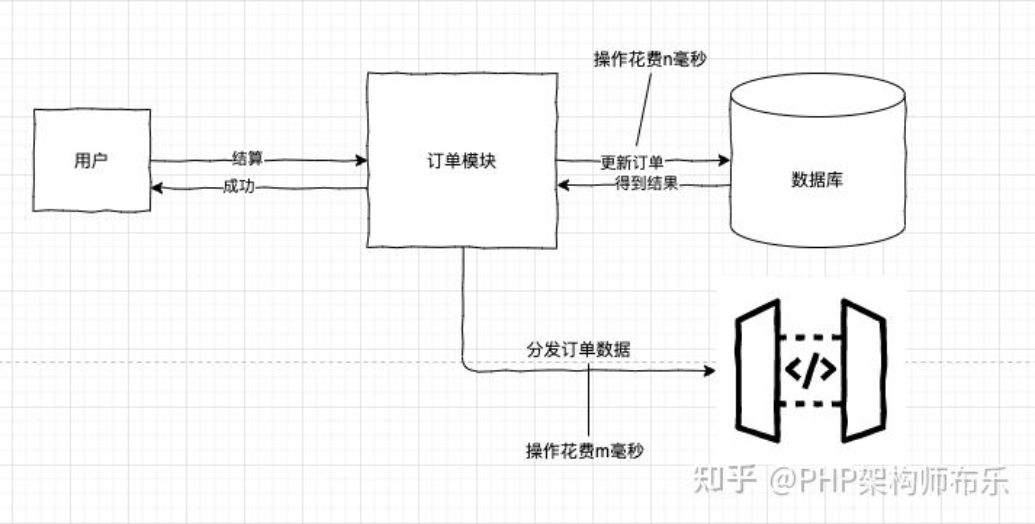 操作花费n毫秒
用户
结算
成功
订单模块
更新订单
得到结果
数据库
分发订单数据
</>
操作花费m毫秒
知乎 @PHP架构师布乐